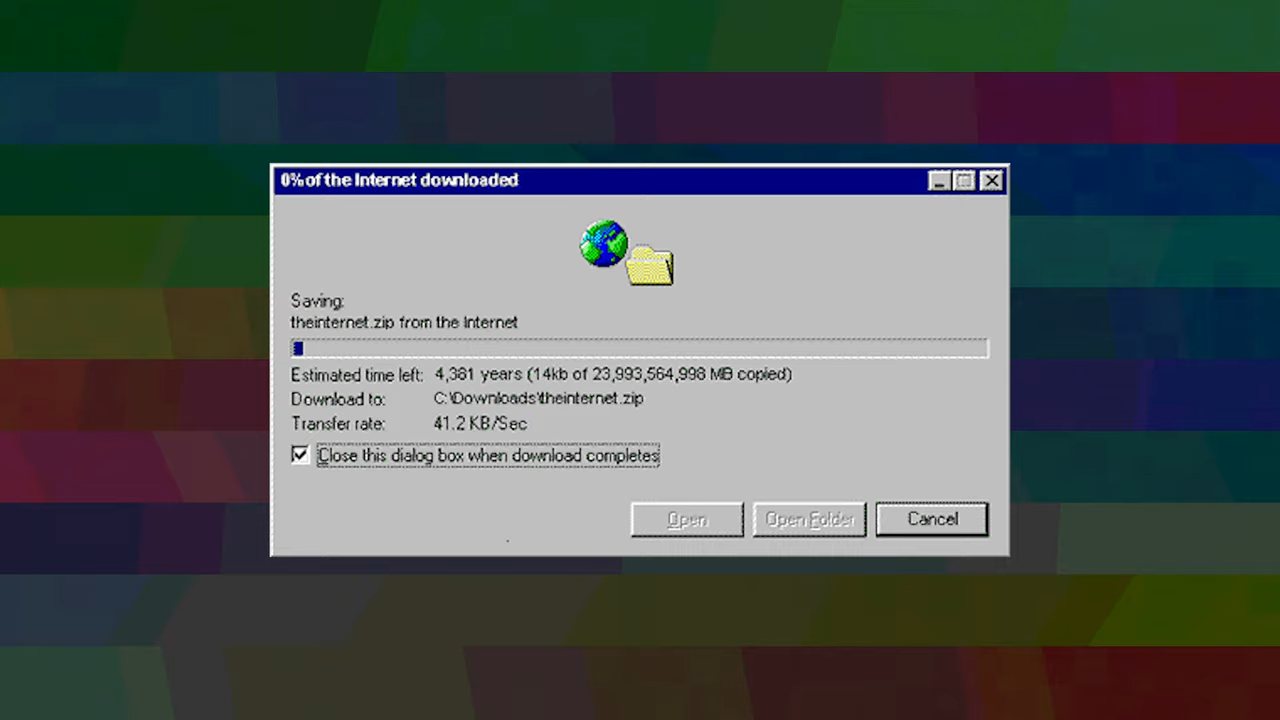 0% of the Internet downloaded
Saving:
theinternet.zip from the Internet
Estimated time left: 4,381 years (14kb of 23,993,564,998 MB copied)
Download to: C:\Downloads\theinternet.zip
Transfer rate: 41.2 KB/Sec
Close this dialog box when download completes
Open Open Folder Cancel